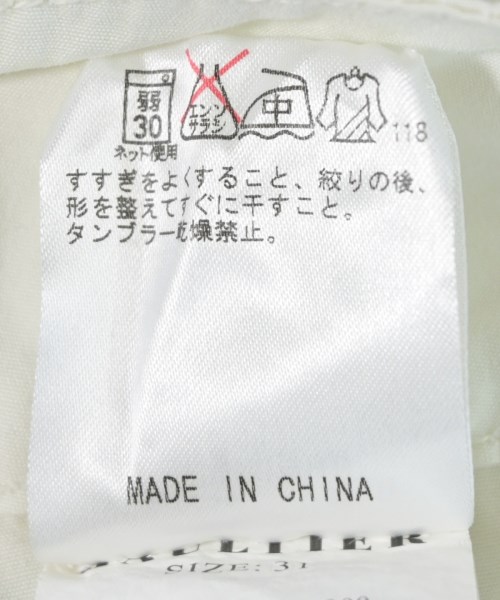 弱
30
ネット使用
エンソ
サラシ
中
118
すすぎをよくすること、絞りの後、
形を整えてすぐに干すこと。
タンブラー乾燥禁止。
MADE IN CHINA
GAULTIER
SIZE: 31